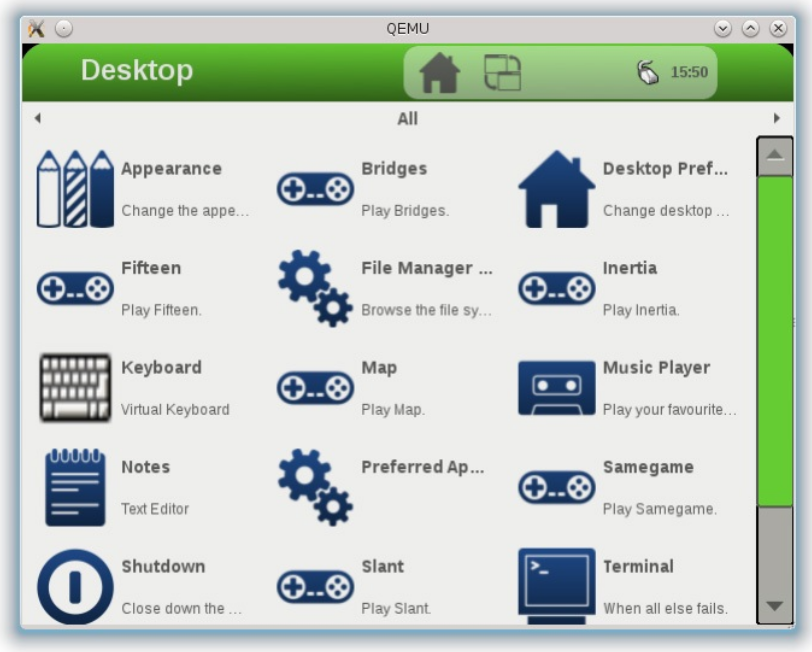 QEMU
Desktop
15:50
All
Appearance
Change the appe...
Bridges
Play Bridges.
Desktop Pref...
Change desktop ...
Fifteen
Play Fifteen.
File Manager ...
Browse the file sy...
Inertia
Play Inertia.
Keyboard
Virtual Keyboard
Map
Play Map.
Music Player
Play your favourite...
Notes
Text Editor
Preferred Ap...
Samegame
Play Samegame.
Shutdown
Close down the ...
Slant
Play Slant.
Terminal
When all else fails.